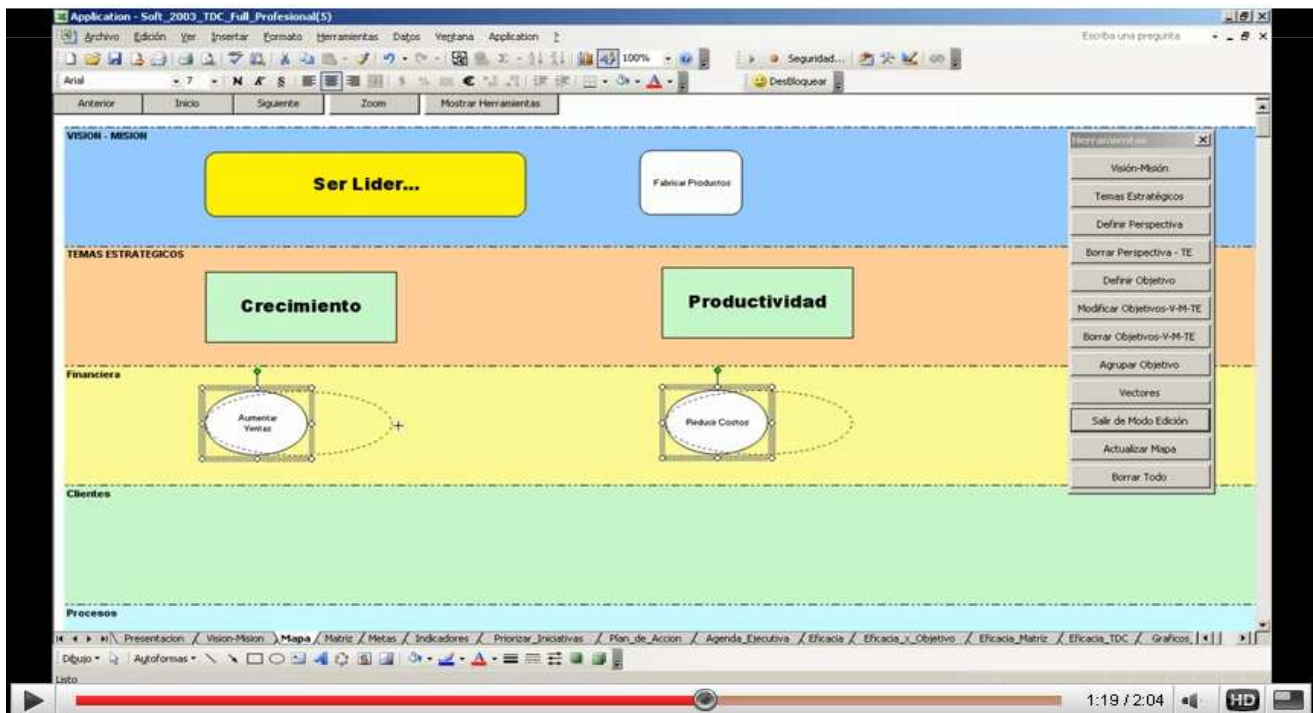 Application - Soft_2003_TDC_Full_Profesional(5)
Archivo Edición Ver Insertar Formato Herramientas Datos Ventana Application ?
Escriba una pregunta
100%
Seguridad...
Arial
7
N K S
DesBloquear
Anterior Inicio Siguiente Zoom Mostrar Herramientas
VISION - MISION
Ser Lider...
Fabricar Productos
TEMAS ESTRATEGICOS
Crecimiento
Productividad
Financiera
Aumentar
Ventas
Reducir Costos
Clientes
Procesos
Herramientas
Visión-Misión
Temas Estratégicos
Definir Perspectiva
Borrar Perspectiva - TE
Definir Objetivo
Modificar Objetivos-V-M-TE
Borrar Objetivos-V-M-TE
Agrupar Objetivo
Vectores
Salir de Modo Edición
Actualizar Mapa
Borrar Todo
Presentacion / Vision-Mision / Mapa / Matriz / Metas / Indicadores / Priorizar_Iniciativas / Plan_de_Accion / Agenda_Ejecutiva / Eficacia / Eficacia_x_Objetivo / Eficacia_Matriz / Eficacia_TDC / Graficos
Dibujo Autoformas
Listo
1:19 / 2:04 HD